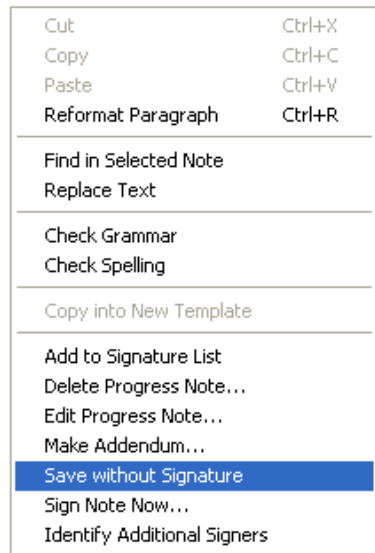 Cut Ctrl+X
Copy Ctrl+C
Paste Ctrl+V
Reformat Paragraph Ctrl+R
Find in Selected Note
Replace Text
Check Grammar
Check Spelling
Copy into New Template
Add to Signature List
Delete Progress Note...
Edit Progress Note...
Make Addendum...
Save without Signature
Sign Note Now...
Identify Additional Signers